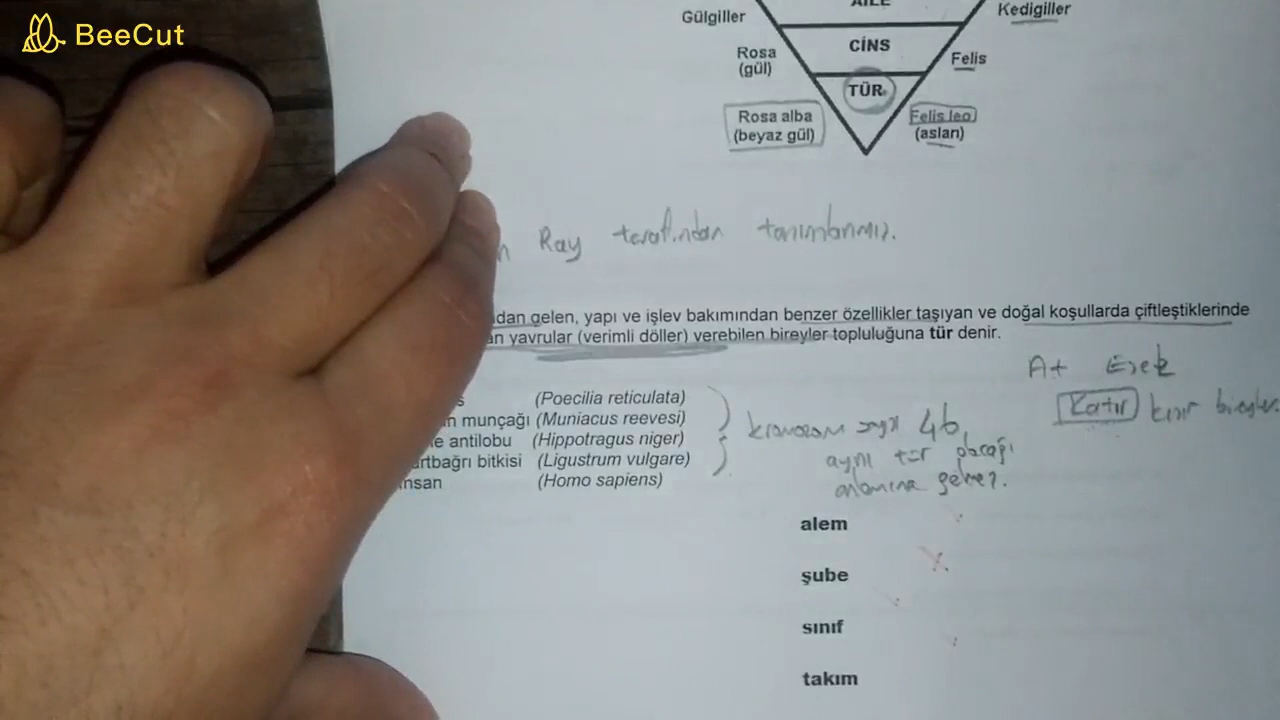 BeeCut
AİLE
Gülgiller
Kedigiller
CİNS
Rosa
(gül)
Felis
TÜR
Rosa alba
(beyaz gül)
Felis leo
(aslan)
Ray tarafından tanımlanmış.
dan gelen, yapı ve işlev bakımından benzer özellikler taşıyan ve doğal koşullarda çiftleştiklerinde
an yavrular (verimli döller) verebilen bireyler topluluğuna tür denir.
At Eşek
Katır kısır bireyler
s (Poecilia reticulata)
n munçağı (Muniacus reevesi)
e antilobu (Hippotragus niger)
artbağrı bitkisi (Ligustrum vulgare)
nsan (Homo sapiens)
kromozom sayısı 46,
aynı tür olacağı
anlamına gelmez.
alem
şube
sınıf
takım